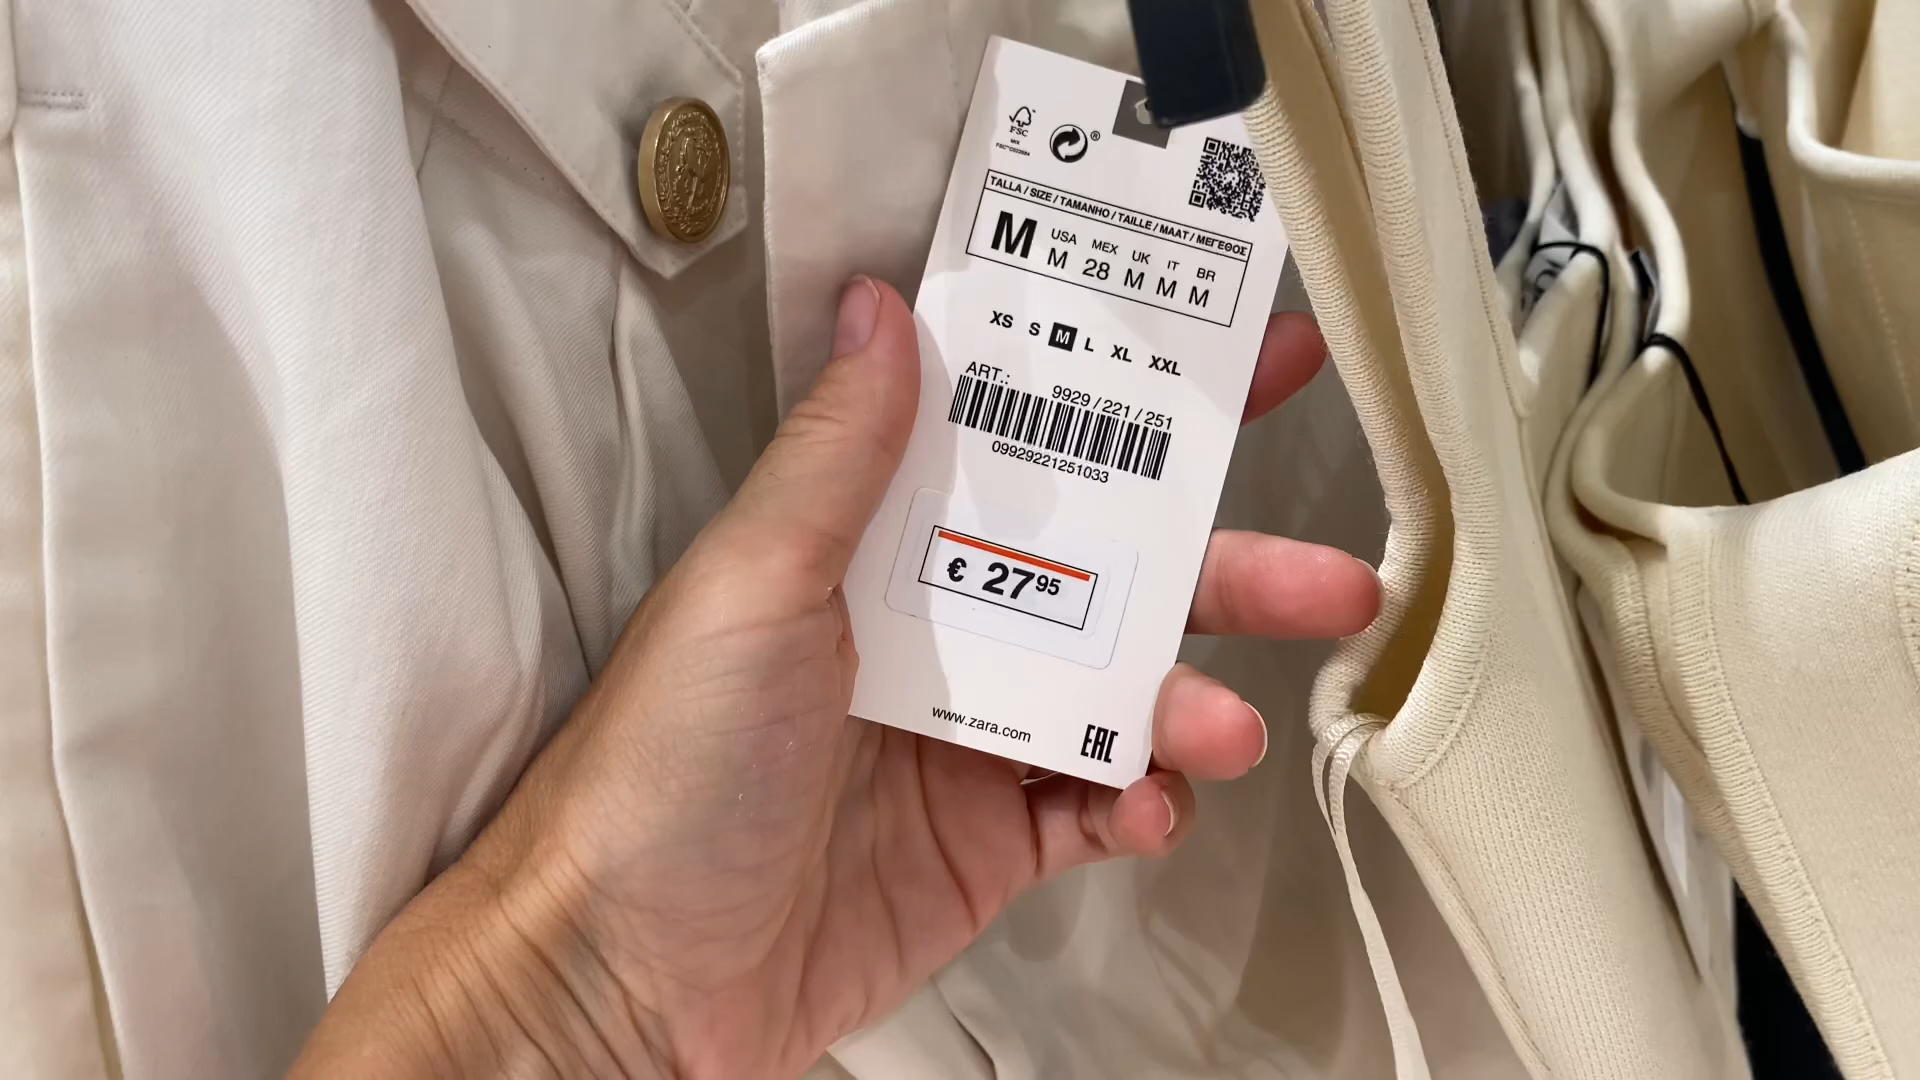 FSC
MIX
®
TALLA / SIZE / TAMANHO / TAILLE / MAAT / ΜΕΓΕΘΟΣ
M
USA MEX UK IT BR
M 28 M M M
XS S M L XL XXL
ART.: 9929 / 221 / 251
09929221251033
€ 27 95
www.zara.com
EAC